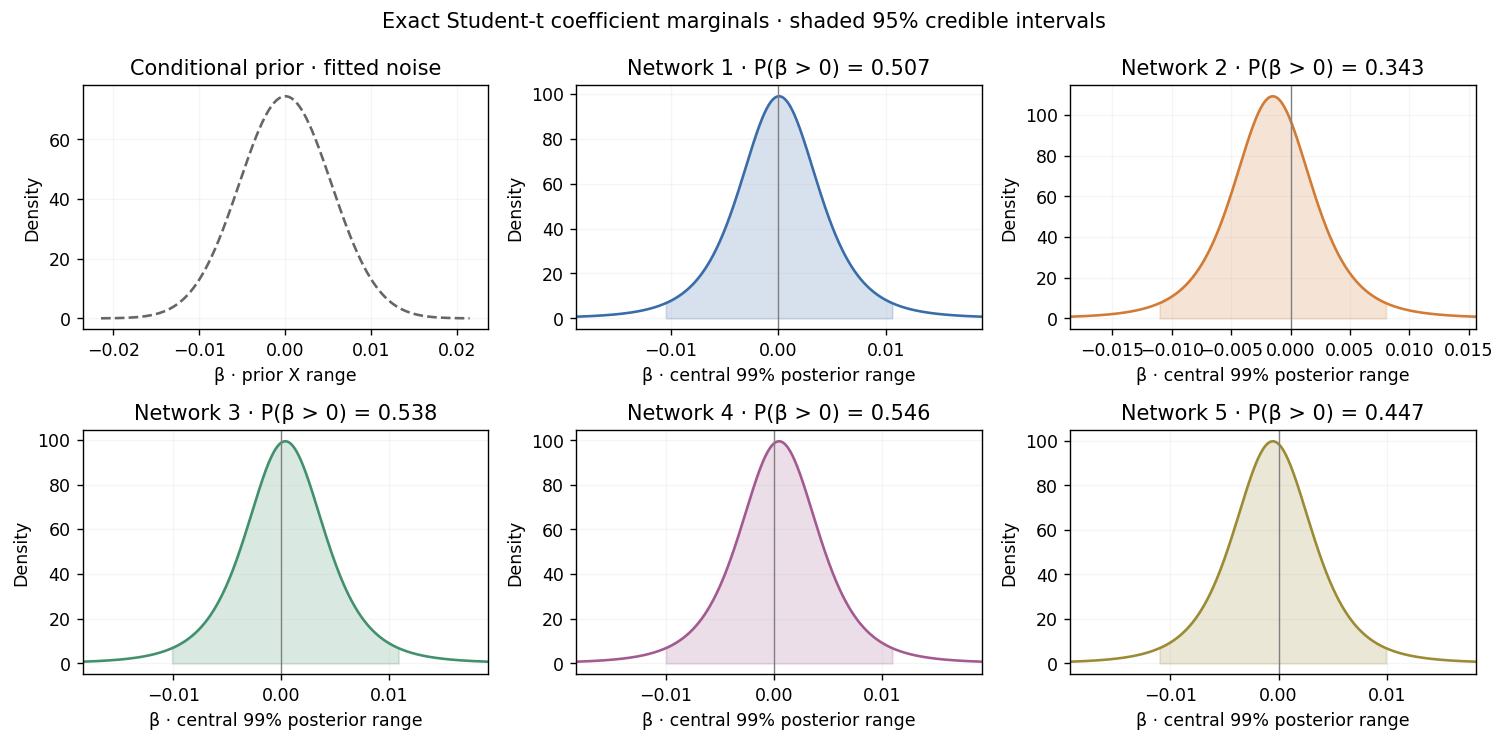 Exact Student-t coefficient marginals · shaded 95% credible intervals
Conditional prior · fitted noise
60
40
20
0
Density
−0.02 −0.01 0.00 0.01 0.02
β · prior X range
Network 1 · P(β > 0) = 0.507
100
80
60
40
20
0
Density
−0.01 0.00 0.01
β · central 99% posterior range
Network 2 · P(β > 0) = 0.343
100
80
60
40
20
0
Density
−0.015 −0.010 −0.005 0.000 0.005 0.010 0.015
β · central 99% posterior range
Network 3 · P(β > 0) = 0.538
100
80
60
40
20
0
Density
−0.01 0.00 0.01
β · central 99% posterior range
Network 4 · P(β > 0) = 0.546
100
80
60
40
20
0
Density
−0.01 0.00 0.01
β · central 99% posterior range
Network 5 · P(β > 0) = 0.447
100
80
60
40
20
0
Density
−0.01 0.00 0.01
β · central 99% posterior range